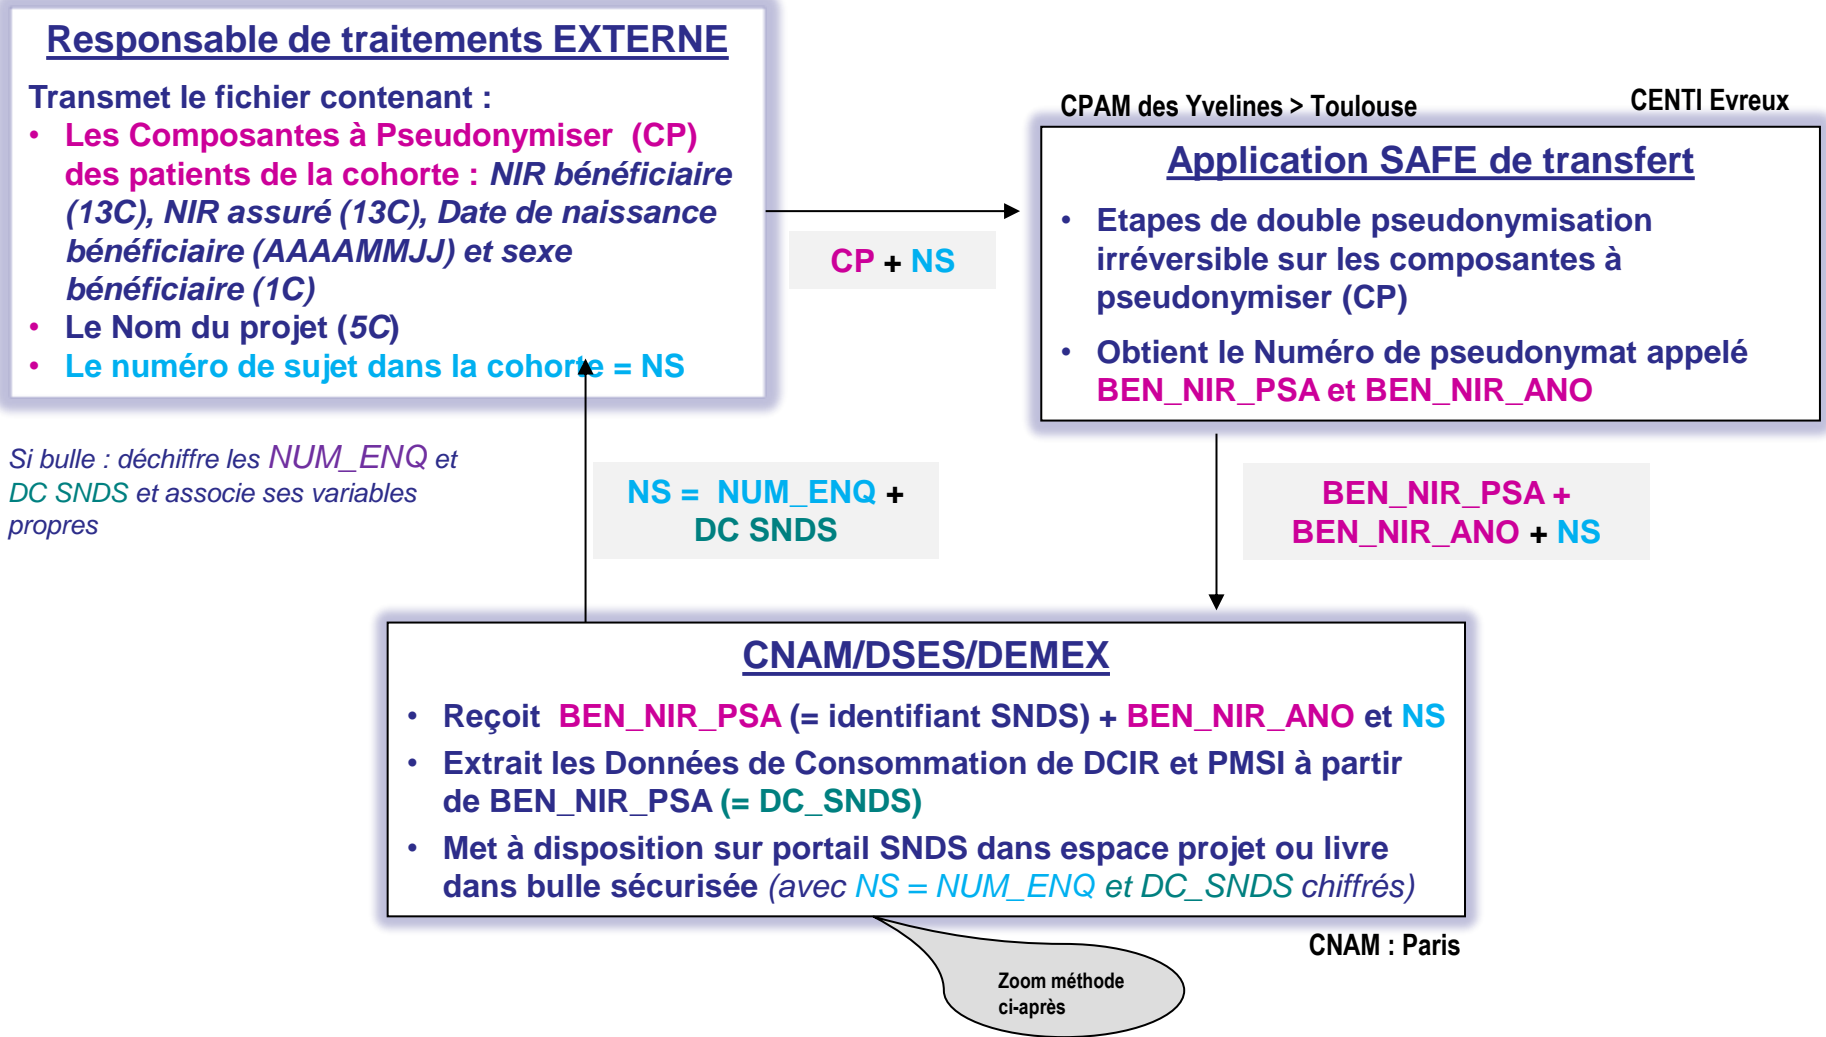 Responsable de traitements EXTERNE
Transmet le fichier contenant :
• Les Composantes à Pseudonymiser (CP)
des patients de la cohorte : NIR bénéficiaire
(13C), NIR assuré (13C), Date de naissance
bénéficiaire (AAAAMMJJ) et sexe
bénéficiaire (1C)
• Le Nom du projet (5C)
• Le numéro de sujet dans la cohorte = NS
CP + NS
CPAM des Yvelines > Toulouse
CENTI Evreux
Application SAFE de transfert
• Etapes de double pseudonymisation
irréversible sur les composantes à
pseudonymiser (CP)
• Obtient le Numéro de pseudonymat appelé
BEN_NIR_PSA et BEN_NIR_ANO
Si bulle : déchiffre les NUM_ENQ et
DC SNDS et associe ses variables
propres
NS = NUM_ENQ +
DC SNDS
BEN_NIR_PSA +
BEN_NIR_ANO + NS
CNAM/DSES/DEMEX
• Reçoit BEN_NIR_PSA (= identifiant SNDS) + BEN_NIR_ANO et NS
• Extrait les Données de Consommation de DCIR et PMSI à partir
de BEN_NIR_PSA (= DC_SNDS)
• Met à disposition sur portail SNDS dans espace projet ou livre
dans bulle sécurisée (avec NS = NUM_ENQ et DC_SNDS chiffrés)
CNAM : Paris
Zoom méthode
ci-après